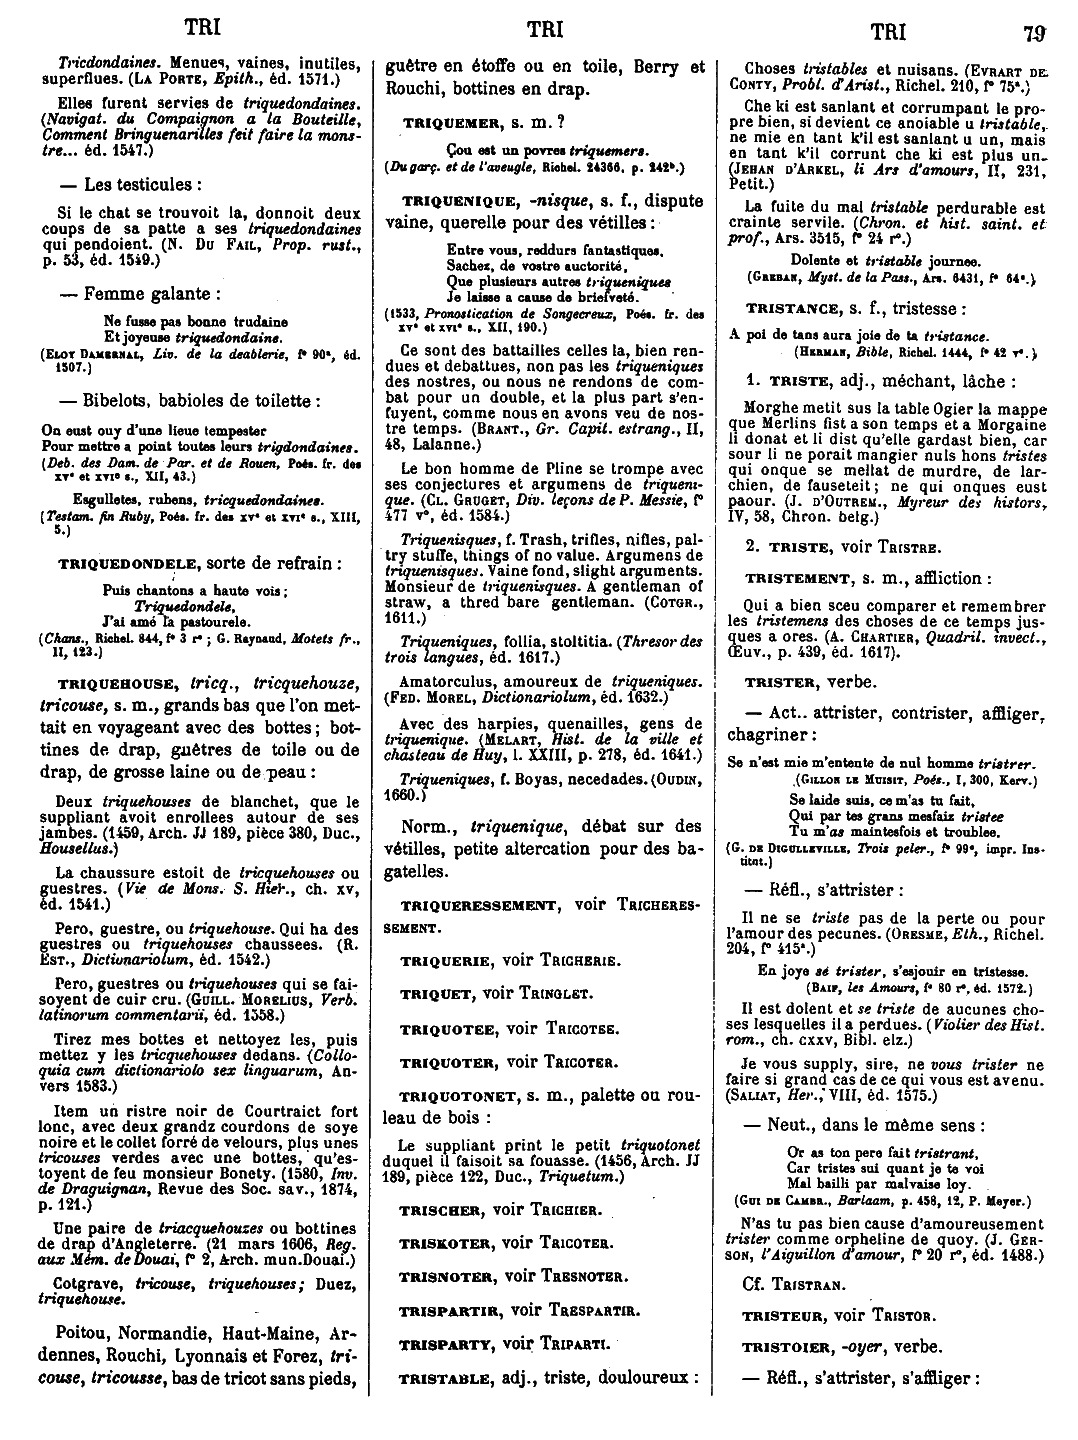 TRI
TRI
TRI
79
Tricdondaines. Menues, vaines, inutiles,
superflues. (LA PORTE, Epith., éd. 1571.)
Elles furent servies de triquedondaines.
(Navigat. du Compaignon a la Bouteille,
Comment Bringuenarilles feit faire la mons-
tre... éd. 1547.)
— Les testicules :
Si le chat se trouvoit la, donnoit deux
coups de sa patte a ses triquedondaines
qui pendoient. (N. DU FAIL, Prop. rust.,
p. 53, éd. 1549.)
— Femme galante :
Ne fusse pas bonne trudaine
Et joyeuse triquedondaine.
(ELOY DAMERNAL, Liv. de la deablerie, f° 90ª, éd.
1507.)
— Bibelots, babioles de toilette :
On eust ouy d'une lieue tempester
Pour mettre a point toutes leurs trigdondaines.
(Deb. des Dam. de Par. et de Rouen, Poés. fr. des
XVᵉ et XVIᵉ s., XII, 43.)
Esgulletes, rubens, tricquedondaines.
(Testam. fin Ruby, Poés. fr. des XVᵉ et XVIᵉ s., XIII,
5.)
TRIQUEDONDELE, sorte de refrain :
Puis chantons a haute vois ;
Triquedondele,
J'ai amé la pastourele.
(Chans., Richel. 844, f° 3 r° ; G. Raynaud, Motets fr.,
II, 123.)
TRIQUEHOUSE, tricq., tricquehouze,
tricouse, s. m., grands bas que l'on met-
tait en voyageant avec des bottes ; bot-
tines de drap, guêtres de toile ou de
drap, de grosse laine ou de peau :
Deux triquehouses de blanchet, que le
suppliant avoit enrollees autour de ses
jambes. (1459, Arch. JJ 189, pièce 380, Duc.,
Housellus.)
La chaussure estoit de tricquehouses ou
guestres. (Vie de Mons. S. Hier., ch. XV,
éd. 1541.)
Pero, guestre, ou triquehouse. Qui ha des
guestres ou triquehouses chaussees. (R.
EST., Dictionariolum, éd. 1542.)
Pero, guestres ou triquehouses qui se fai-
soyent de cuir cru. (GUILL. MORELIUS, Verb.
latinorum commentarii, éd. 1558.)
Tirez mes bottes et nettoyez les, puis
mettez y les tricquehouses dedans. (Collo-
quia cum dictionariolo sex linguarum, An-
vers 1583.)
Item un ristre noir de Courtraict fort
lonc, avec deux grandz courdons de soye
noire et le collet forré de velours, plus unes
tricouses verdes avec une bottes, qu'es-
toyent de feu monsieur Bonety. (1580, Inv.
de Draguignan, Revue des Soc. sav., 1874,
p. 121.)
Une paire de triacquehouzes ou bottines
de drap d'Angleterre. (21 mars 1606, Reg.
aux Mém. de Douai, f° 2, Arch. mun. Douai.)
Cotgrave, tricouse, triquehouses ; Duez,
triquehouse.
Poitou, Normandie, Haut-Maine, Ar-
dennes, Rouchi, Lyonnais et Forez, tri-
couse, tricousse, bas de tricot sans pieds,
guêtre en étoffe ou en toile, Berry et
Rouchi, bottines en drap.
TRIQUEMER, s. m. ?
Çou est un povres triquemers.
(Du garç. et de l'aveugle, Richel. 24366, p. 242ᵇ.)
TRIQUENIQUE, -nisque, s. f., dispute
vaine, querelle pour des vétilles :
Entre vous, reddurs fantastiques,
Sachez, de vostre auctorité,
Que plusieurs autres triqueniques
Je laisse a cause de briefveté.
(1533, Pronostication de Songecreux, Poés. fr. des
XVᵉ et XVIᵉ s., XII, 190.)
Ce sont des battailles celles la, bien ren-
dues et debattues, non pas les triqueniques
des nostres, ou nous ne rendons de com-
bat pour un double, et la plus part s'en-
fuyent, comme nous en avons veu de nos-
tre temps. (BRANT., Gr. Capit. estrang., II,
48, Lalanne.)
Le bon homme de Pline se trompe avec
ses conjectures et argumens de triqueni-
que. (CL. GRUGET, Div. leçons de P. Messie, f°
477 v°, éd. 1584.)
Triquenisques, f. Trash, trifles, nifles, pal-
try stuffe, things of no value. Argumens de
triquenisques. Vaine fond, slight arguments.
Monsieur de triquenisques. A gentleman of
straw, a thred bare gentleman. (COTGR.,
1611.)
Triqueniques, follia, stoltitia. (Thresor des
trois langues, éd. 1617.)
Amatorculus, amoureux de triqueniques.
(FED. MOREL, Dictionariolum, éd. 1632.)
Avec des harpies, quenailles, gens de
triquenique. (MELART, Hist. de la ville et
chasteau de Huy, l. XXIII, p. 278, éd. 1641.)
Triqueniques, f. Boyas, necedades. (OUDIN,
1660.)
Norm., triquenique, débat sur des
vétilles, petite altercation pour des ba-
gatelles.
TRIQUERESSEMENT, voir TRICHERES-
SEMENT.
TRIQUERIE, voir TRICHERIE.
TRIQUET, voir TRINGLET.
TRIQUOTEE, voir TRICOTEE.
TRIQUOTER, voir TRICOTER.
TRIQUOTONET, s. m., palette ou rou-
leau de bois :
Le suppliant print le petit triquotonet
duquel il faisoit sa fouasse. (1456, Arch. JJ
189, pièce 122, Duc., Triquetum.)
TRISCHER, voir TRICHIER.
TRISKOTER, voir TRICOTER.
TRISNOTER, voir TRESNOTER.
TRISPARTIR, voir TRESPARTIR.
TRISPARTY, voir TRIPARTI.
TRISTABLE, adj., triste, douloureux :
Choses tristables et nuisans. (EVRART DE
CONTY, Probl. d'Arist., Richel. 210, f° 75ª.)
Che ki est sanlant et corrumpant le pro-
pre bien, si devient ce anoiable u tristable,
ne mie en tant k'il est sanlant u un, mais
en tant k'il corrunt che ki est plus un.
(JEHAN D'ARKEL, li Ars d'amours, II, 231,
Petit.)
La fuite du mal tristable perdurable est
crainte servile. (Chron. et hist. saint. et
prof., Ars. 3515, f° 24 r°.)
Dolente et tristable journee.
(GREBAN, Myst. de la Pass., Ars. 6431, f° 64ª.)
TRISTANCE, s. f., tristesse :
A poi de tans aura joie de ta tristance.
(HERMAN, Bible, Richel. 1444, f° 42 v°.)
1. TRISTE, adj., méchant, lâche :
Morghe metit sus la table Ogier la mappe
que Merlins fist a son temps et a Morgaine
li donat et li dist qu'elle gardast bien, car
sour li ne porait mangier nuls hons tristes
qui onque se mellat de murdre, de lar-
chien, de fauseteit ; ne qui onques eust
paour. (J. D'OUTREM., Myreur des histors,
IV, 58, Chron. belg.)
2. TRISTE, voir TRISTRE.
TRISTEMENT, s. m., affliction :
Qui a bien sceu comparer et remembrer
les tristemens des choses de ce temps jus-
ques a ores. (A. CHARTIER, Quadril. invect.,
Œuv., p. 439, éd. 1617).
TRISTER, verbe.
— Act.. attrister, contrister, affliger,
chagriner :
Se n'est mie m'entente de nul homme tristrer.
(GILLON LE MUISIT, Poés., I, 300, Kerv.)
Se laide suis, ce m'as tu fait,
Qui par tes grans mesfaiz tristee
Tu m'as maintesfois et troublee.
(G. DE DIGULLEVILLE, Trois peler., f° 99ª, impr. Ins-
titut.)
— Réfl., s'attrister :
Il ne se triste pas de la perte ou pour
l'amour des pecunes. (ORESME, Eth., Richel.
204, f° 415ª.)
En joye se trister, s'esjouir en tristesse.
(BAIF, les Amours, f° 80 r°, éd. 1572.)
Il est dolent et se triste de aucunes cho-
ses lesquelles il a perdues. (Violier des Hist.
rom., ch. CXXV, Bibl. elz.)
Je vous supply, sire, ne vous trister ne
faire si grand cas de ce qui vous est avenu.
(SALIAT, Her., VIII, éd. 1575.)
— Neut., dans le même sens :
Or as ton pere fait tristrant,
Car tristes sui quant je te voi
Mal bailli par malvaise loy.
(GUI DE CAMBR., Barlaam, p. 458, 12, P. Meyer.)
N'as tu pas bien cause d'amoureusement
trister comme orpheline de quoy. (J. GER-
SON, l'Aiguillon d'amour, f° 20 r°, éd. 1488.)
Cf. TRISTRAN.
TRISTEUR, voir TRISTOR.
TRISTOIER, -oyer, verbe.
— Réfl., s'attrister, s'affliger :